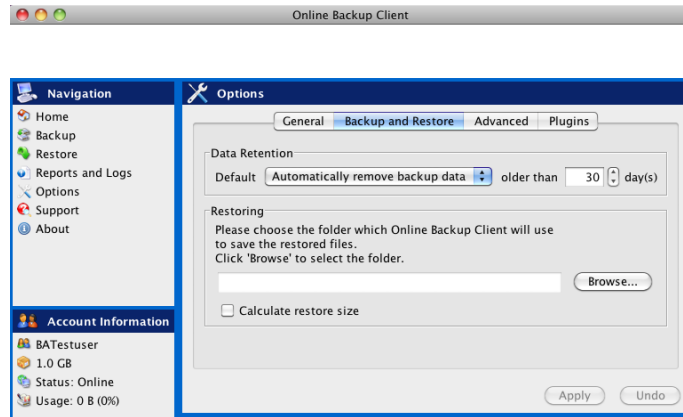 Online Backup Client
Navigation
Home
Backup
Restore
Reports and Logs
Options
Support
About
Account Information
BATestuser
1.0 GB
Status: Online
Usage: 0 B (0%)
Options
General Backup and Restore Advanced Plugins
Data Retention
Default Automatically remove backup data older than 30 day(s)
Restoring
Please choose the folder which Online Backup Client will use
to save the restored files.
Click 'Browse' to select the folder.
Browse...
Calculate restore size
Apply Undo